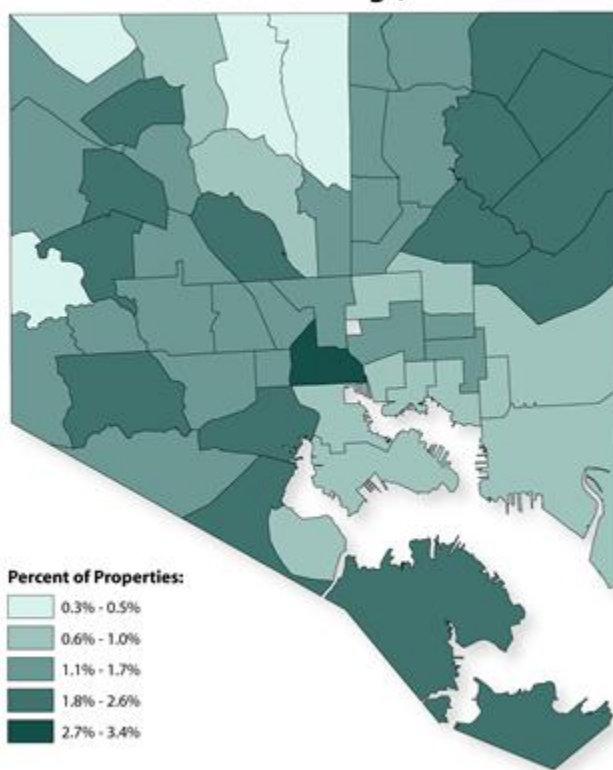 Percent of Properties:
0.3% - 0.5%
0.6% - 1.0%
1.1% - 1.7%
1.8% - 2.6%
2.7% - 3.4%